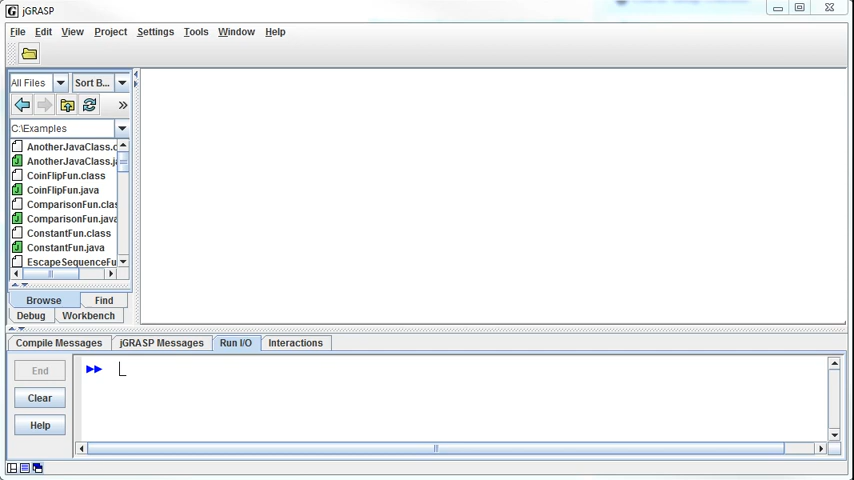 jGRASP
File Edit View Project Settings Tools Window Help
All Files Sort B...
C:\Examples
AnotherJavaClass.c
AnotherJavaClass.ja
CoinFlipFun.class
CoinFlipFun.java
ComparisonFun.clas
ComparisonFun.java
ConstantFun.class
ConstantFun.java
EscapeSequenceFu
Browse Find
Debug Workbench
Compile Messages jGRASP Messages Run I/O Interactions
End
Clear
Help